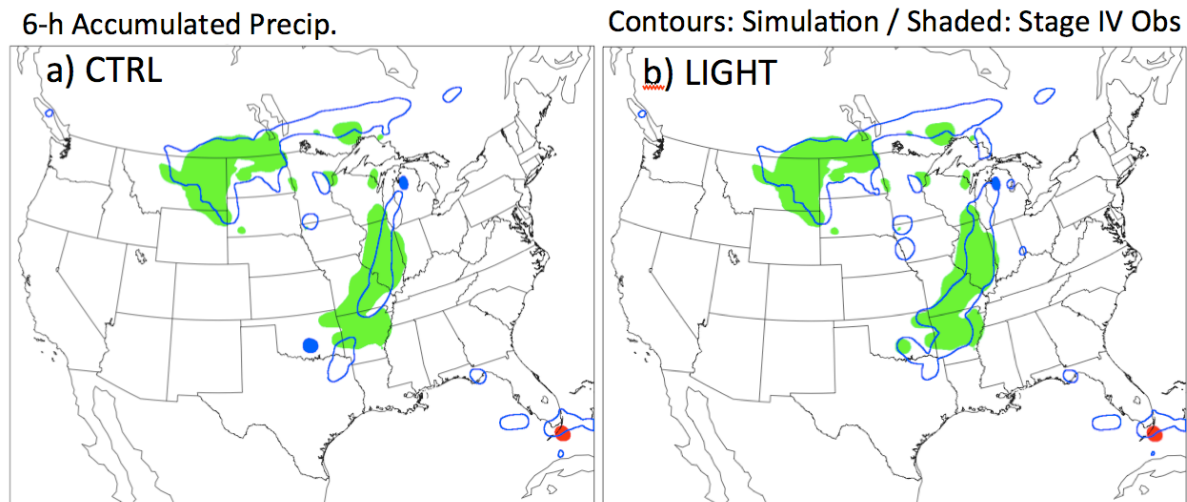 6-h Accumulated Precip.
Contours: Simulation / Shaded: Stage IV Obs
a) CTRL
b) LIGHT